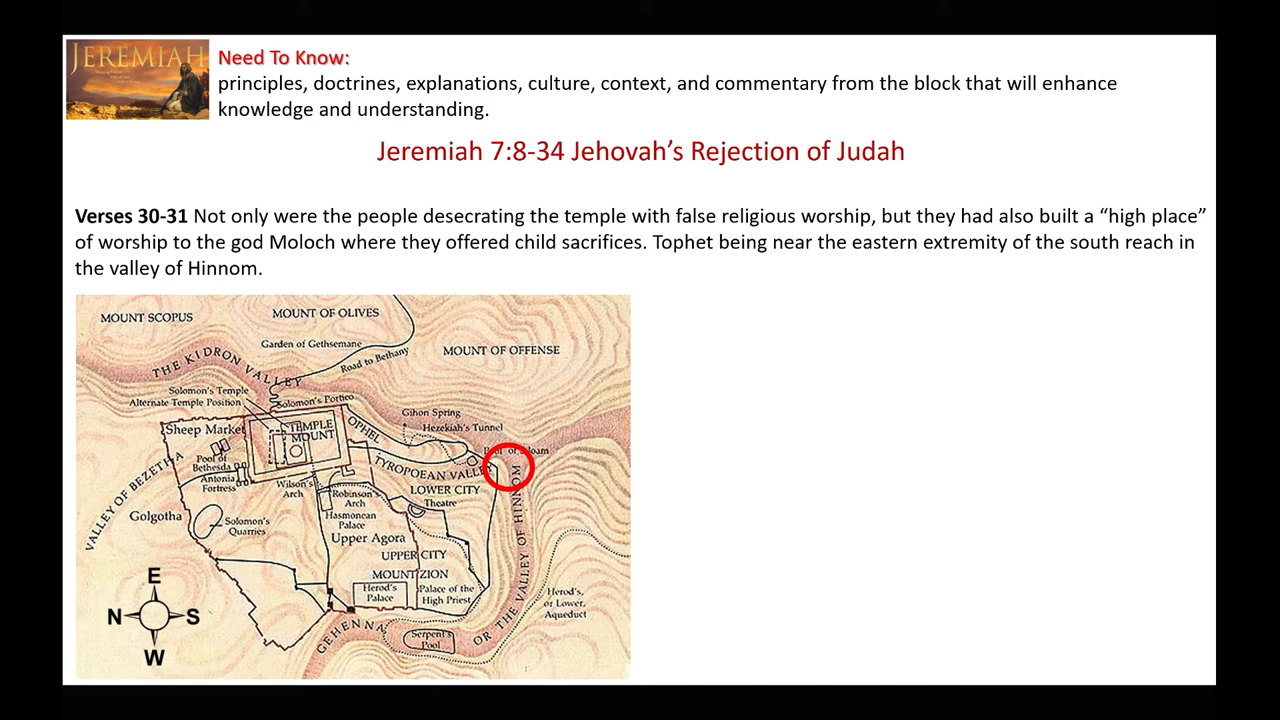 JEREMIAH
Need To Know:
principles, doctrines, explanations, culture, context, and commentary from the block that will enhance
knowledge and understanding.
Jeremiah 7:8-34 Jehovah’s Rejection of Judah
Verses 30-31 Not only were the people desecrating the temple with false religious worship, but they had also built a “high place”
of worship to the god Moloch where they offered child sacrifices. Tophet being near the eastern extremity of the south reach in
the valley of Hinnom.
MOUNT SCOPUS
MOUNT OF OLIVES
Garden of Gethsemane
Road to Bethany
MOUNT OF OFFENSE
THE KIDRON VALLEY
Solomon's Temple
Alternate Temple Position
Solomon's Portico
Sheep Market
TEMPLE
MOUNT
OPHEL
Gihon Spring
Hezekiah's Tunnel
Pool of Siloam
VALLEY OF BEZETHA
Pool of
Bethesda
Antonia
Fortress
Wilson's
Arch
TYROPOEAN VALLEY
LOWER CITY
Theatre
Robinson's
Arch
Hasmonean
Palace
Golgotha
Solomon's
Quarries
Upper Agora
UPPER CITY
MOUNT ZION
Herod's
Palace
Palace of the
High Priest
Herod's,
or Lower,
Aqueduct
GEHENNA
OR THE VALLEY OF HINNOM
Serpent's
Pool
E
N S
W